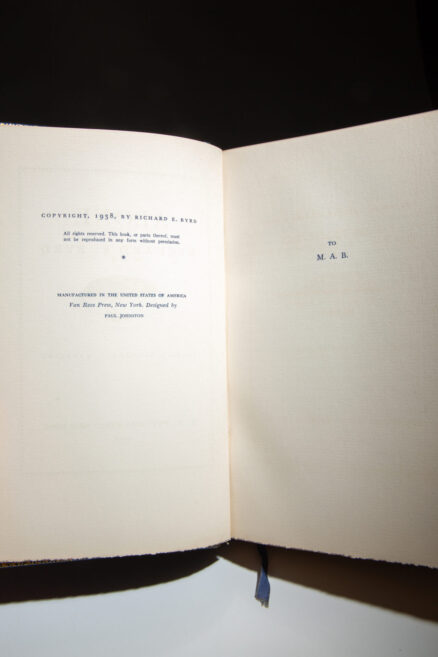 COPYRIGHT, 1938, BY RICHARD E. BYRD
All rights reserved. This book, or parts thereof, must
not be reproduced in any form without permission.
*
MANUFACTURED IN THE UNITED STATES OF AMERICA
Van Rees Press, New York. Designed by
PAUL JOHNSTON
TO
M. A. B.